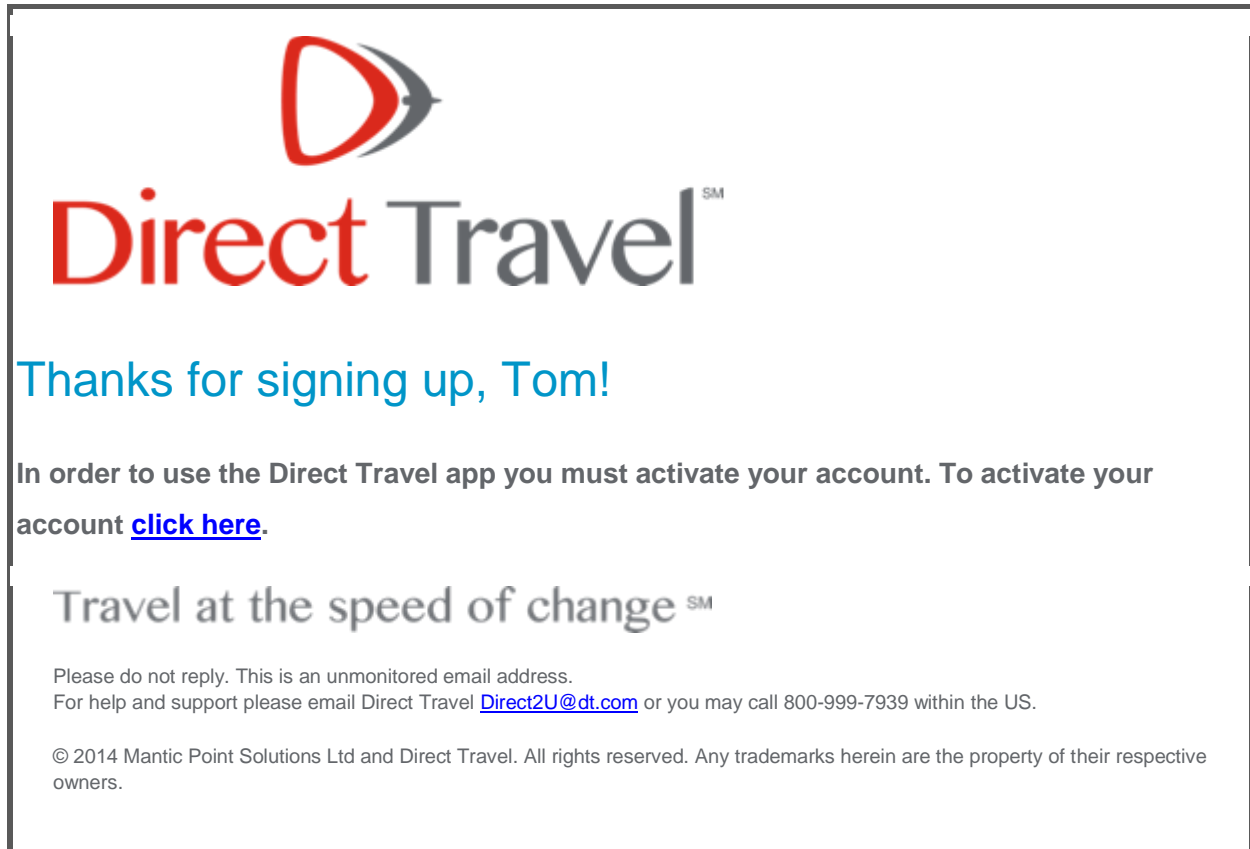 Direct Travel SM
Thanks for signing up, Tom!
In order to use the Direct Travel app you must activate your account. To activate your
account click here.
Travel at the speed of change SM
Please do not reply. This is an unmonitored email address.
For help and support please email Direct Travel Direct2U@dt.com or you may call 800-999-7939 within the US.
© 2014 Mantic Point Solutions Ltd and Direct Travel. All rights reserved. Any trademarks herein are the property of their respective
owners.